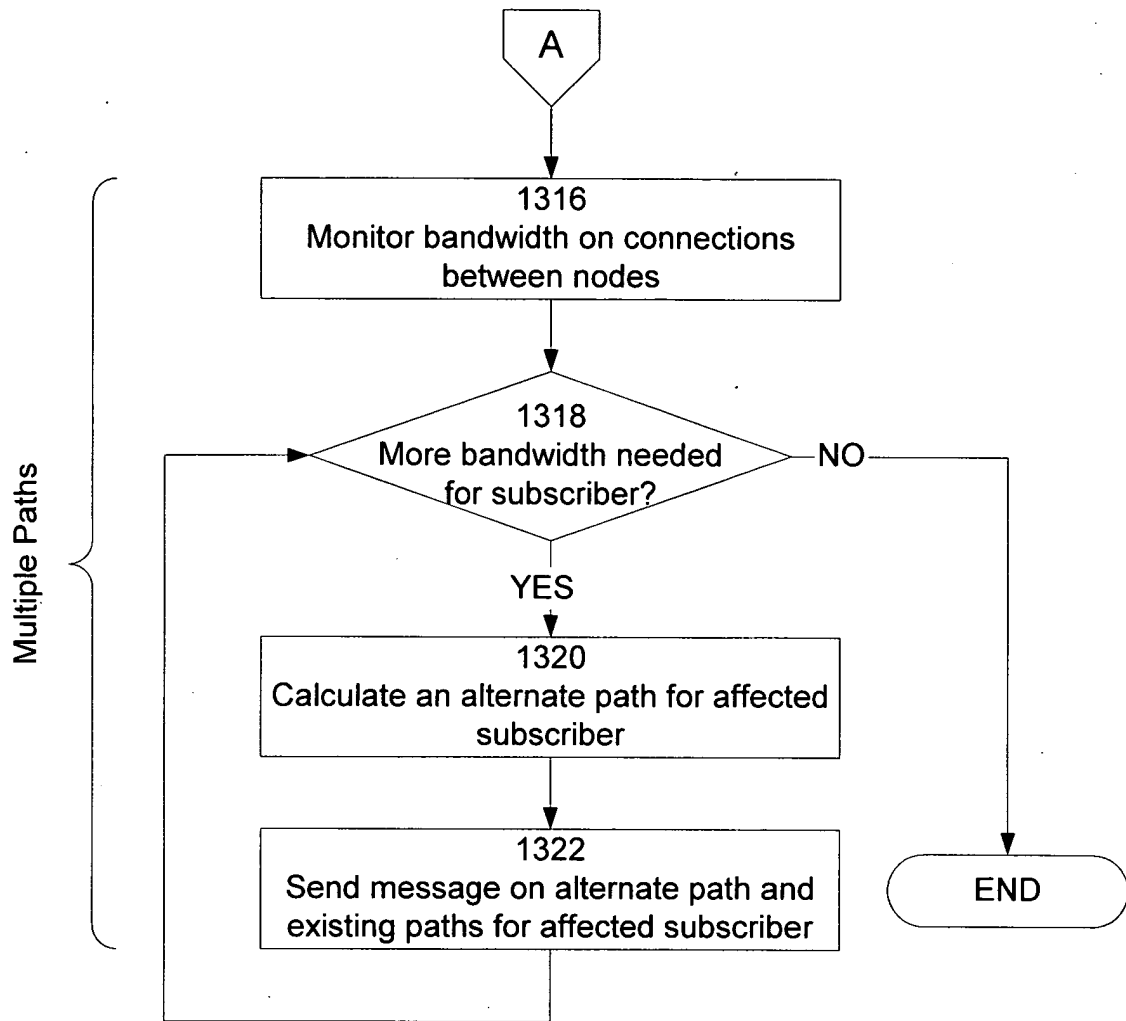 A
1316
Monitor bandwidth on connections
between nodes
1318
More bandwidth needed
for subscriber?
NO
YES
Multiple Paths
1320
Calculate an alternate path for affected
subscriber
1322
Send message on alternate path and
existing paths for affected subscriber
END